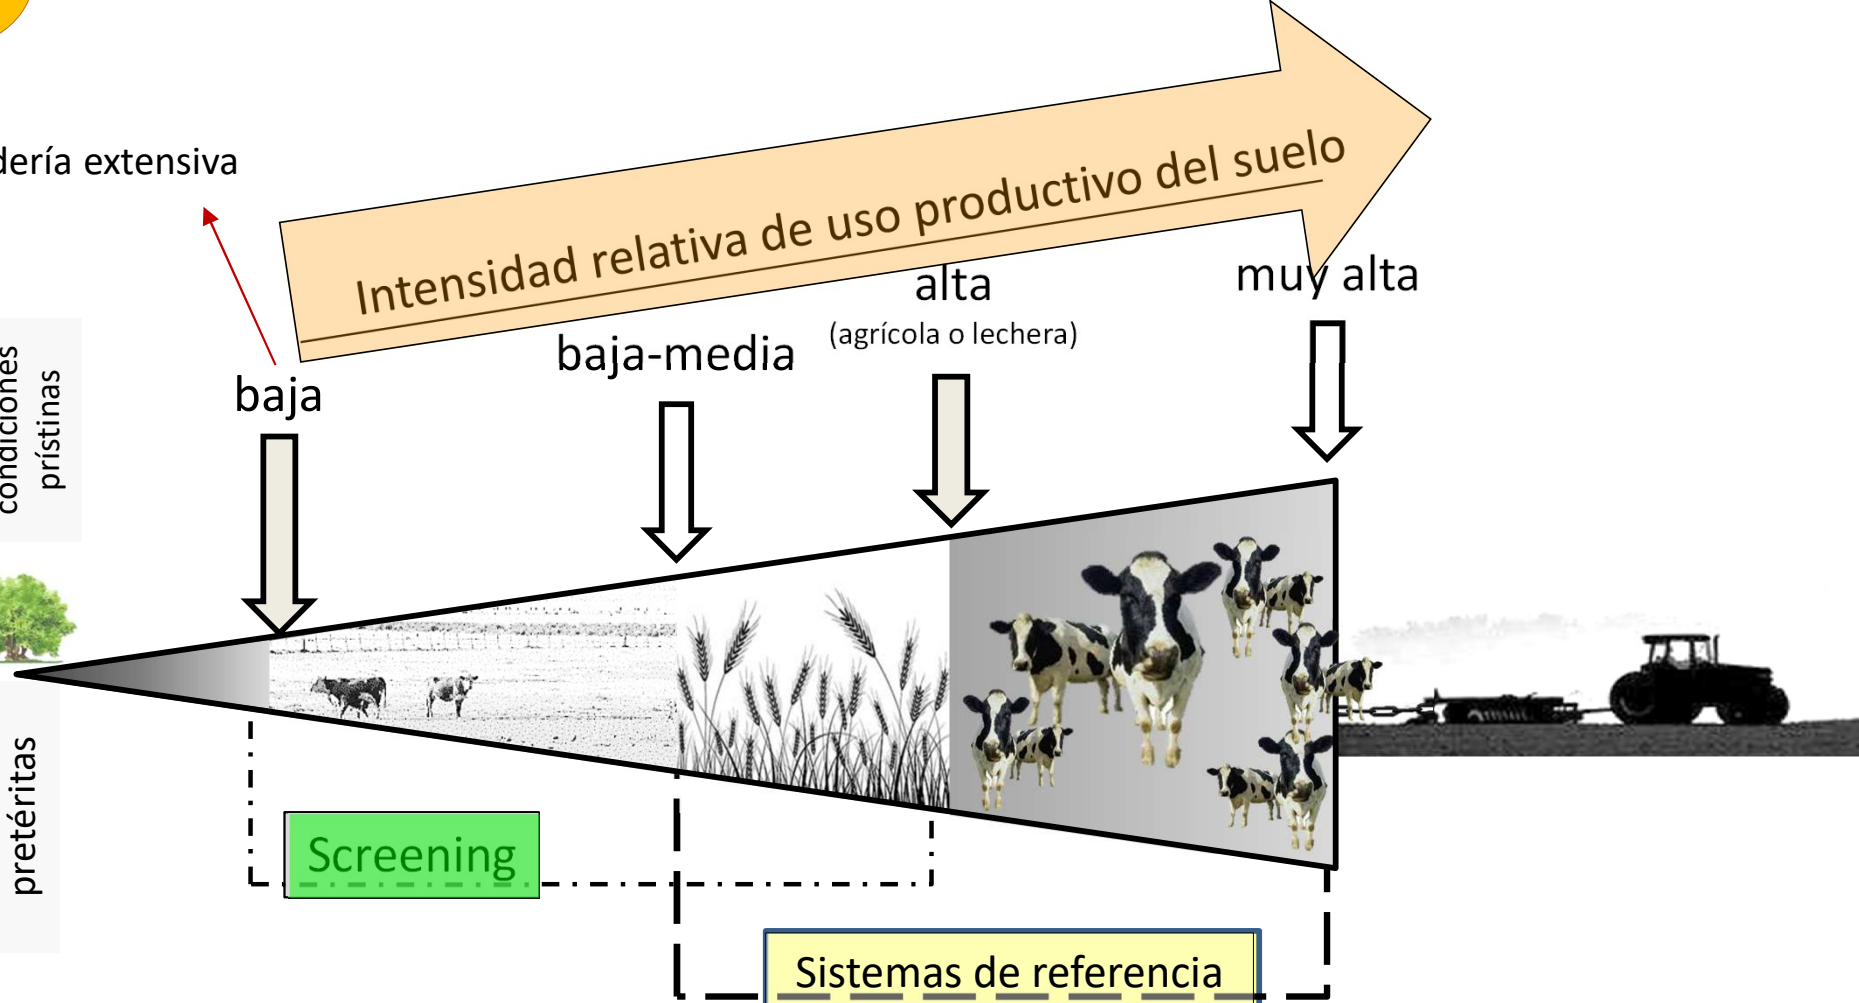 Intensidad relativa de uso productivo del suelo
extensiva
alta
muy alta
(agrícola o lechera)
baja-media
baja
condiciones
prístinas
pretéritas
Screening
Sistemas de referencia